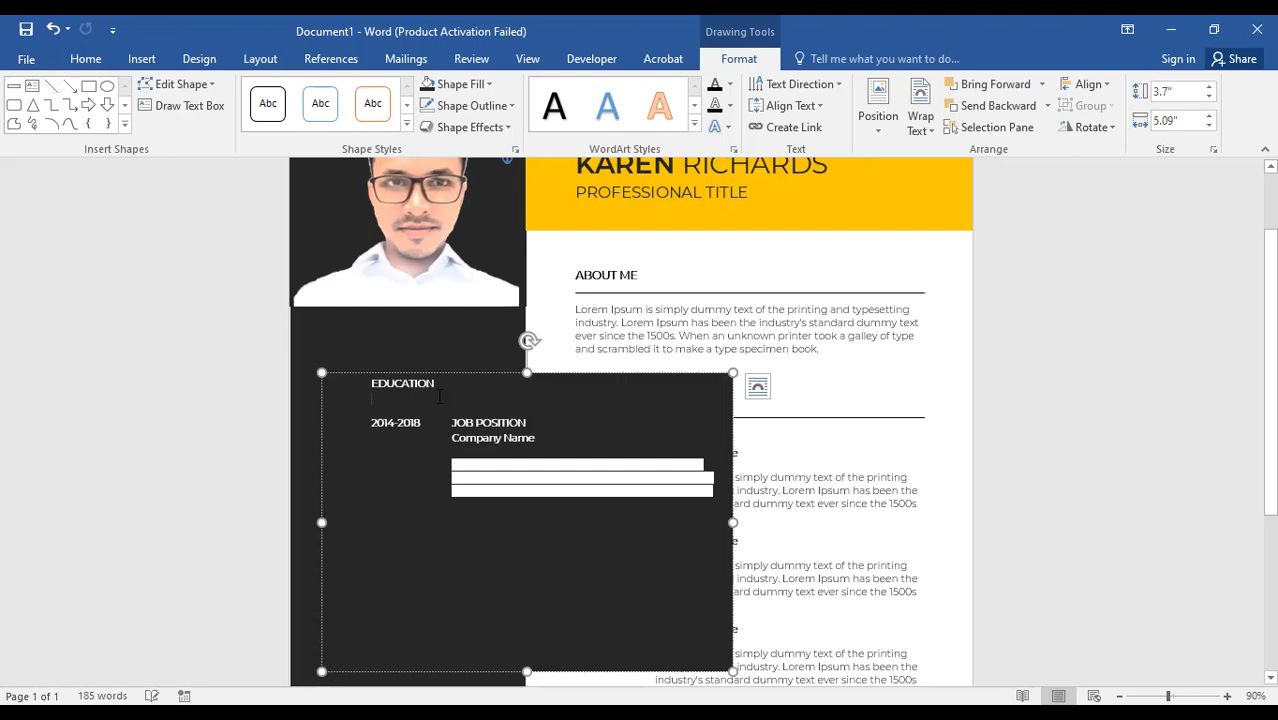 Document1 - Word (Product Activation Failed)
Drawing Tools
File
Home
Insert
Design
Layout
References
Mailings
Review
View
Developer
Acrobat
Format
Tell me what you want to do...
Sign in
Share
Edit Shape
Draw Text Box
Insert Shapes
Abc
Abc
Abc
Shape Fill
Shape Outline
Shape Effects
Shape Styles
A
A
A
WordArt Styles
Text Direction
Align Text
Create Link
Text
Position
Wrap
Text
Bring Forward
Send Backward
Selection Pane
Align
Group
Rotate
Arrange
3.7"
5.09"
Size
KAREN RICHARDS
PROFESSIONAL TITLE
ABOUT ME
Lorem Ipsum is simply dummy text of the printing and typesetting
industry. Lorem Ipsum has been the industry's standard dummy text
ever since the 1500s. When an unknown printer took a galley of type
and scrambled it to make a type specimen book.
EDUCATION
2014-2018
JOB POSITION
Company Name
simply dummy text of the printing
industry. Lorem Ipsum has been the
dard dummy text ever since the 1500s
simply dummy text of the printing
industry. Lorem Ipsum has been the
dard dummy text ever since the 1500s
simply dummy text of the printing
industry. Lorem Ipsum has been the
industry's standard dummy text ever since the 1500s
Page 1 of 1
185 words
90%